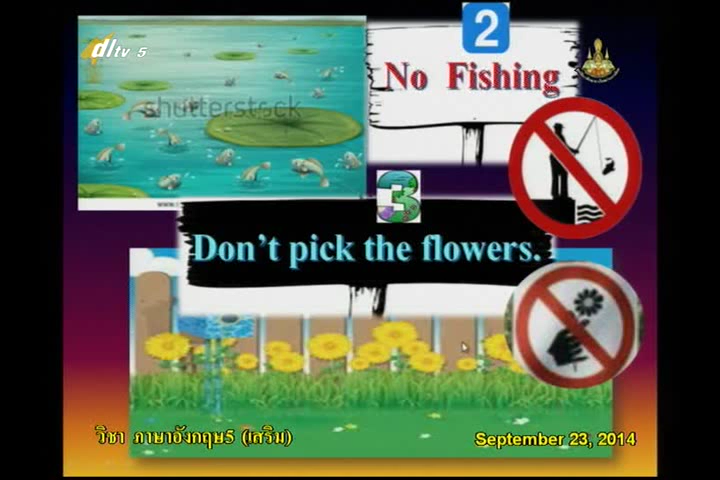 dltv 5
2
No Fishing
shutterstock
3
Don't pick the flowers.
วิชา ภาษาอังกฤษ5 (เสริม)
September 23, 2014